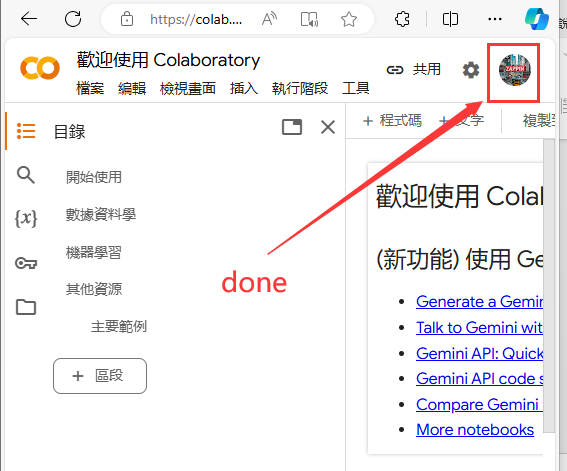 https://colab....
歡迎使用 Colaboratory
檔案 編輯 檢視畫面 插入 執行階段 工具
共用
目錄
+ 程式碼 + 文字
開始使用
數據資料學
機器學習
其他資源
主要範例
+ 區段
done
歡迎使用 Colab
(新功能) 使用 Ge
Generate a Gemin
Talk to Gemini wit
Gemini API: Quick
Gemini API code s
Compare Gemini
More notebooks